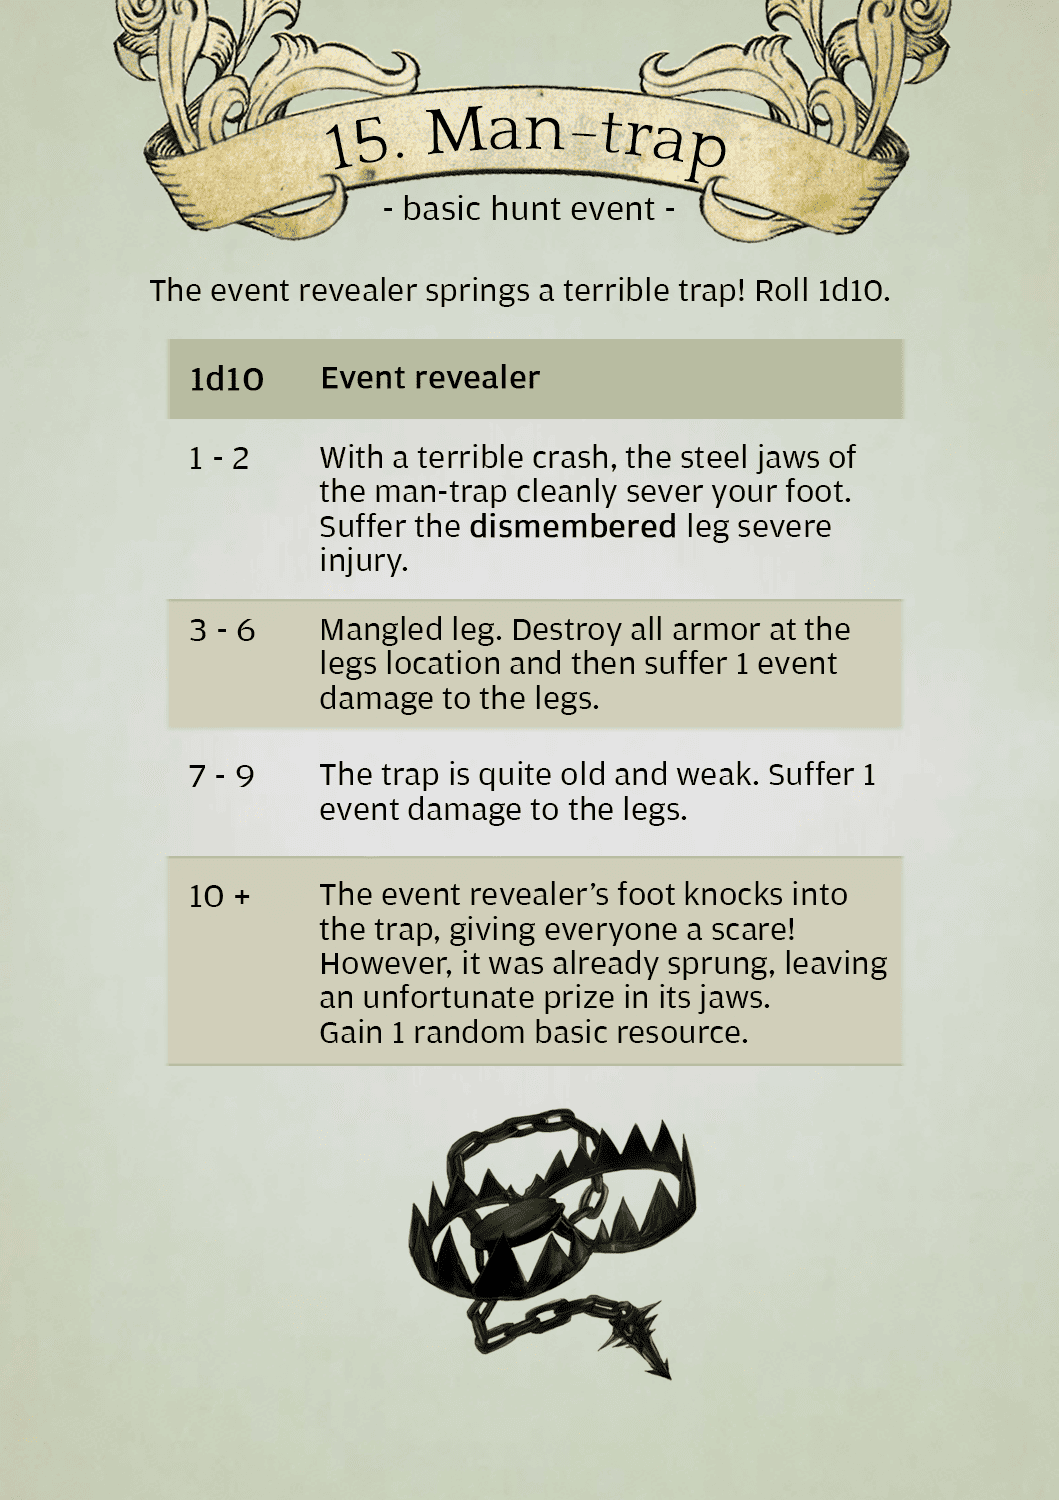 15. Man-trap
- basic hunt event -
The event revealer springs a terrible trap! Roll 1d10.
1d10 Event revealer
1 - 2 With a terrible crash, the steel jaws of
the man-trap cleanly sever your foot.
Suffer the dismembered leg severe
injury.
3 - 6 Mangled leg. Destroy all armor at the
legs location and then suffer 1 event
damage to the legs.
7 - 9 The trap is quite old and weak. Suffer 1
event damage to the legs.
10 + The event revealer’s foot knocks into
the trap, giving everyone a scare!
However, it was already sprung, leaving
an unfortunate prize in its jaws.
Gain 1 random basic resource.